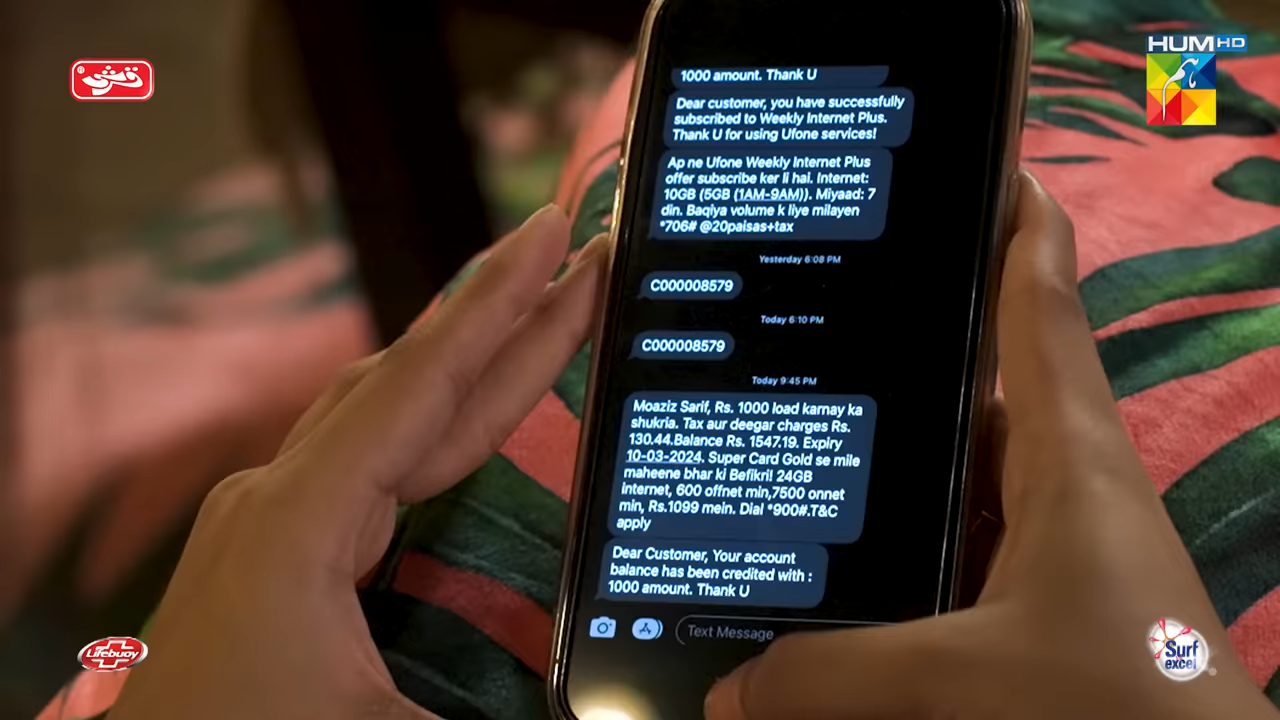 قرشی
HUM HD
ہم
1000 amount. Thank U
Dear customer, you have successfully
subscribed to Weekly Internet Plus.
Thank U for using Ufone services!
Ap ne Ufone Weekly Internet Plus
offer subscribe ker li hai. Internet:
10GB (5GB (1AM-9AM)). Miyaad: 7
din. Baqiya volume k liye milayen
*706# @20paisas+tax
Yesterday 6:08 PM
C000008579
Today 6:10 PM
C000008579
Today 9:45 PM
Moaziz Sarif, Rs. 1000 load karnay ka
shukria. Tax aur deegar charges Rs.
130.44.Balance Rs. 1547.19. Expiry
10-03-2024. Super Card Gold se mile
maheene bhar ki Befikri! 24GB
internet, 600 offnet min,7500 onnet
min, Rs.1099 mein. Dial *900#.T&C
apply
Dear Customer, Your account
balance has been credited with :
1000 amount. Thank U
Text Message
Lifebuoy
Surf
excel